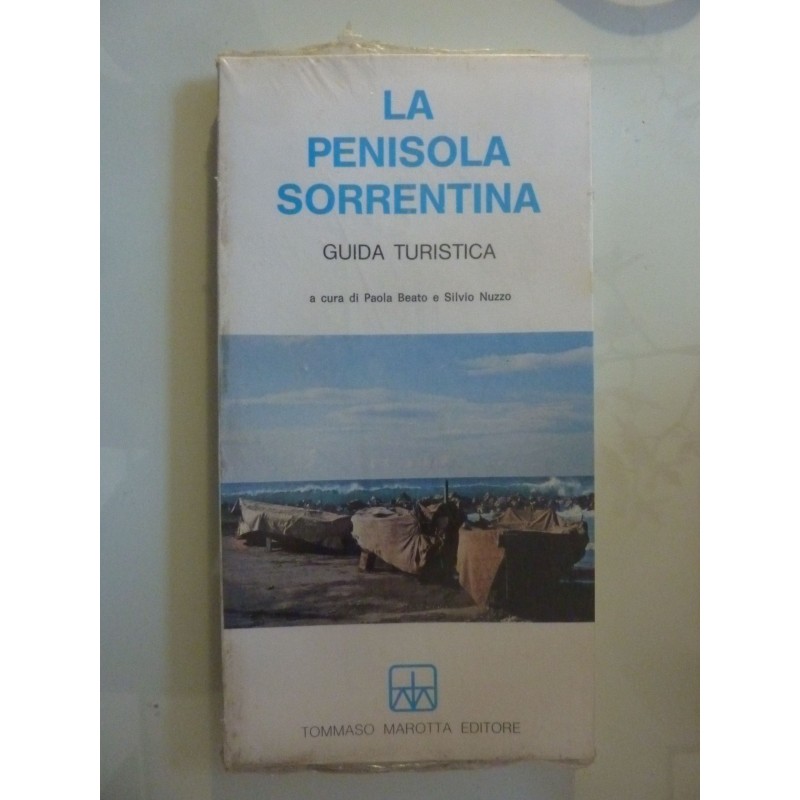 LA
PENISOLA
SORRENTINA
GUIDA TURISTICA
a cura di Paola Beato e Silvio Nuzzo
TOMMASO MAROTTA EDITORE